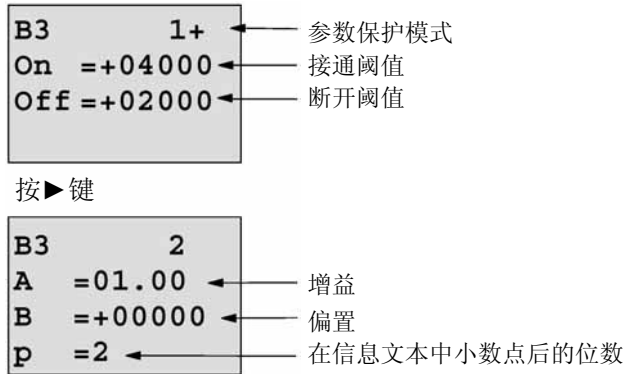 B3 1+ 参数保护模式
On =+04000 接通阈值
Off =+02000 断开阈值
按►键
B3 2
A =01.00 增益
B =+00000 偏置
p =2 在信息文本中小数点后的位数